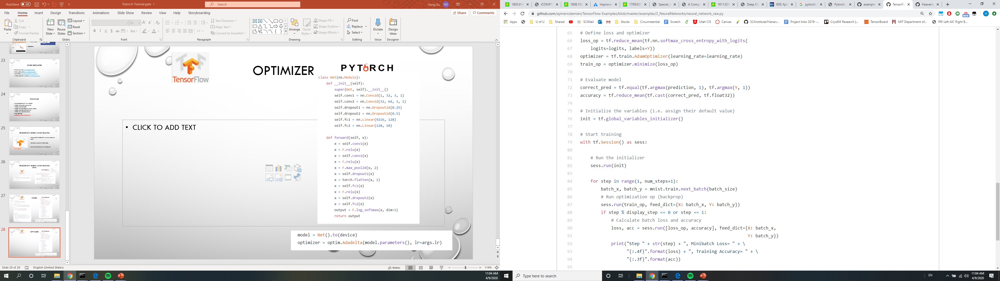 AutoSave Off
Pytorch Tutorial.pptx
Search
Hong Xu HX
File Home Insert Design Transitions Animations Slide Show Review View Help Storyboarding Share Comments
Paste
Cut
Copy
Format Painter
Clipboard
New Slide
Reuse Slides
Layout
Reset
Section
Slides
36
Font
Paragraph
Text Direction
Align Text
Convert to SmartArt
Arrange
Quick Styles
Shape Fill
Shape Outline
Shape Effects
Drawing
Find
Replace
Select
Editing
Dictate
Voice
Design Ideas
Designer
23
OTHER RESOURCES
24
STRUCTURE
25
TENSORFLOW BRIEFLY-MNIST EXAMPLE
TensorFlow
26
TENSORFLOW BRIEFLY-MNIST EXAMPLE
DATA
27
MODEL
28
OPTIMIZER
TensorFlow
OPTIMIZER
PYTORCH
• CLICK TO ADD TEXT
class Net(nn.Module):
def __init__(self):
super(Net, self).__init__()
self.conv1 = nn.Conv2d(1, 32, 3, 1)
self.conv2 = nn.Conv2d(32, 64, 3, 1)
self.dropout1 = nn.Dropout2d(0.25)
self.dropout2 = nn.Dropout2d(0.5)
self.fc1 = nn.Linear(9216, 128)
self.fc2 = nn.Linear(128, 10)
def forward(self, x):
x = self.conv1(x)
x = F.relu(x)
x = self.conv2(x)
x = F.relu(x)
x = F.max_pool2d(x, 2)
x = self.dropout1(x)
x = torch.flatten(x, 1)
x = self.fc1(x)
x = F.relu(x)
x = self.dropout2(x)
x = self.fc2(x)
output = F.log_softmax(x, dim=1)
return output
model = Net().to(device)
optimizer = optim.Adadelta(model.parameters(), lr=args.lr)
Slide 28 of 28
English (United States)
Notes
114%
11:04 AM
4/9/2020
1803.014 ICONIP1 1806.100 Improve 1709.025 Special_I A Comp 1611.026 Deep Cl IEEE Xpl pytorch Pytorch_ example TensorFl Heavenl
github.com/aymericdamien/TensorFlow-Examples/blob/master/examples/3_NeuralNetworks/neural_network_raw.py
NEW
H
Apps U of U Shared SCIMail Stocks Circumstantial Scratch Utah CIS Canvas SCIInstitute/Hierarc... Project links 2019 -... CryoEM Research |... TensorBoard MIT Department of... PRI Left AIC Right B...
65 # Define loss and optimizer
66 loss_op = tf.reduce_mean(tf.nn.softmax_cross_entropy_with_logits(
67 logits=logits, labels=Y))
68 optimizer = tf.train.AdamOptimizer(learning_rate=learning_rate)
69 train_op = optimizer.minimize(loss_op)
70
71 # Evaluate model
72 correct_pred = tf.equal(tf.argmax(prediction, 1), tf.argmax(Y, 1))
73 accuracy = tf.reduce_mean(tf.cast(correct_pred, tf.float32))
74
75 # Initialize the variables (i.e. assign their default value)
76 init = tf.global_variables_initializer()
77
78 # Start training
79 with tf.Session() as sess:
80
81 # Run the initializer
82 sess.run(init)
83
84 for step in range(1, num_steps+1):
85 batch_x, batch_y = mnist.train.next_batch(batch_size)
86 # Run optimization op (backprop)
87 sess.run(train_op, feed_dict={X: batch_x, Y: batch_y})
88 if step % display_step == 0 or step == 1:
89 # Calculate batch loss and accuracy
90 loss, acc = sess.run([loss_op, accuracy], feed_dict={X: batch_x,
91 Y: batch_y})
92 print("Step " + str(step) + ", Minibatch Loss= " + \
93 "{:.4f}".format(loss) + ", Training Accuracy= " + \
94 "{:.3f}".format(acc))
95
Type here to search
EN
11:04 AM
4/9/2020